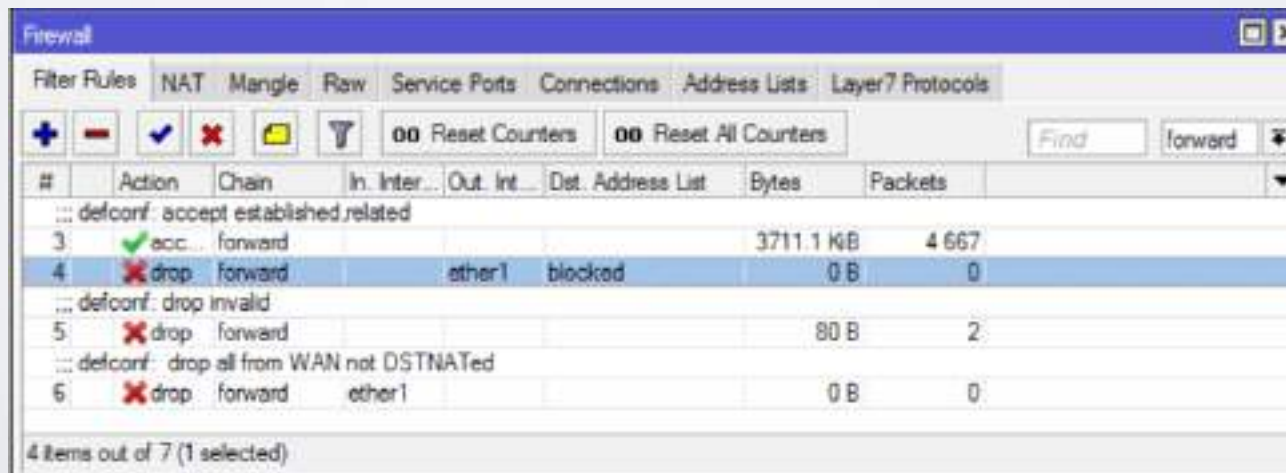 Firewall
Filter Rules NAT Mangle Raw Service Ports Connections Address Lists Layer7 Protocols
00 Reset Counters 00 Reset All Counters Find forward
# Action Chain In. Inter... Out. Int... Dst. Address List Bytes Packets
;;; defconf: accept established,related
3 acc... forward 3711.1 KiB 4 667
4 drop forward ether1 blocked 0 B 0
;;; defconf: drop invalid
5 drop forward 80 B 2
;;; defconf: drop all from WAN not DSTNATed
6 drop forward ether1 0 B 0
4 items out of 7 (1 selected)